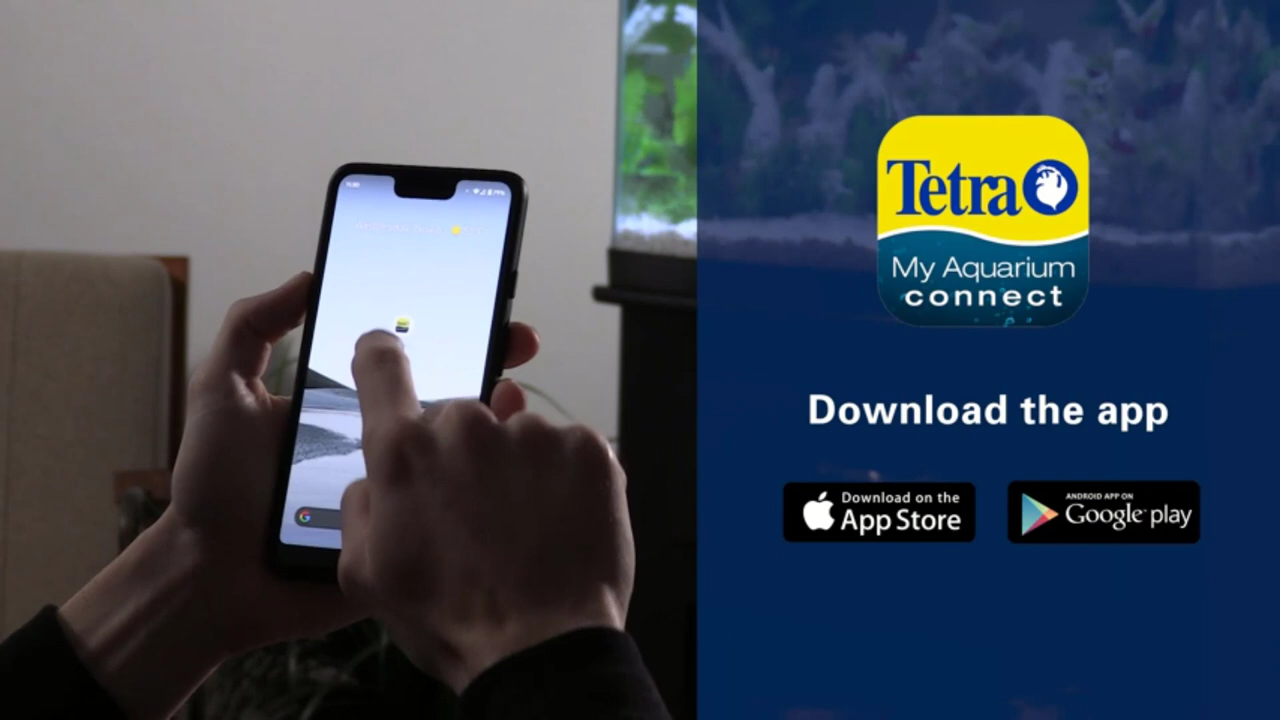 Tetra
My Aquarium
connect
Download the app
Download on the
App Store
ANDROID APP ON
Google play